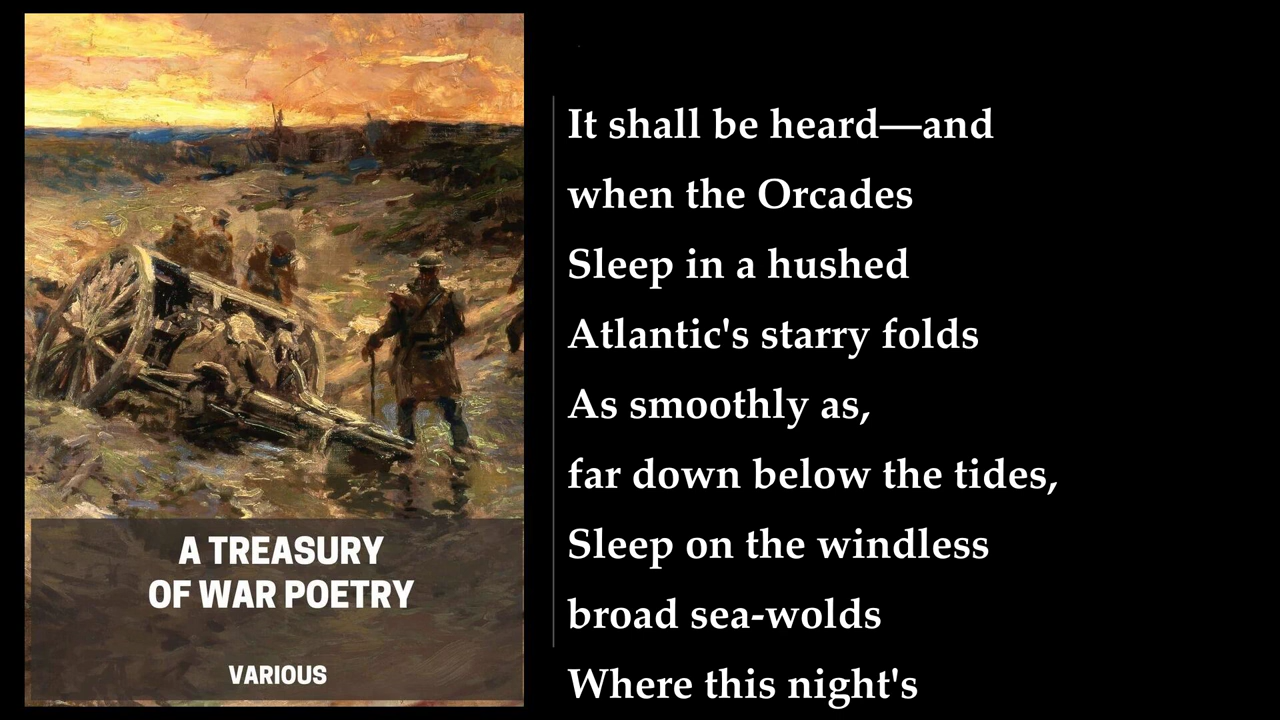 A TREASURY
OF WAR POETRY
VARIOUS
It shall be heard—and
when the Orcades
Sleep in a hushed
Atlantic's starry folds
As smoothly as,
far down below the tides,
Sleep on the windless
broad sea-wolds
Where this night's